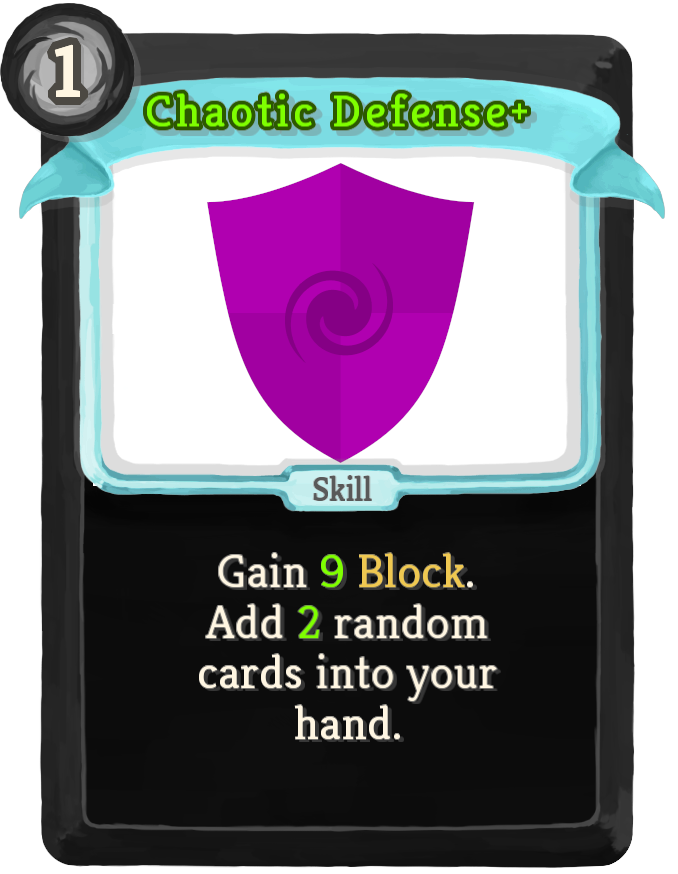 1
Chaotic Defense+
Skill
Gain 9 Block.
Add 2 random
cards into your
hand.